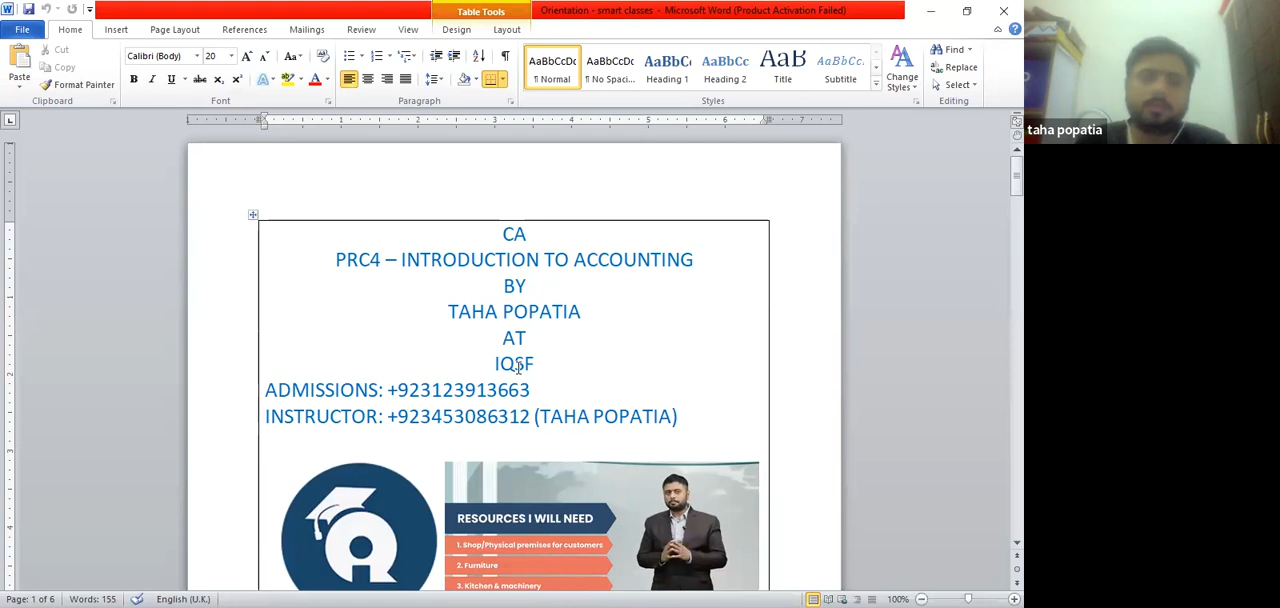 Table Tools
Orientation - smart classes - Microsoft Word (Product Activation Failed)
File Home Insert Page Layout References Mailings Review View Design Layout
Cut
Copy
Format Painter
Paste
Clipboard
Calibri (Body) 20
Font
Paragraph
AaBbCcDc AaBbCcDc AaBbCc AaBbCc AaB AaBbCc.
¶ Normal ¶ No Spaci... Heading 1 Heading 2 Title Subtitle
Styles
Change
Styles
Find
Replace
Select
Editing
taha popatia
CA
PRC4 – INTRODUCTION TO ACCOUNTING
BY
TAHA POPATIA
AT
IQSF
ADMISSIONS: +923123913663
INSTRUCTOR: +923453086312 (TAHA POPATIA)
RESOURCES I WILL NEED
1. Shop/Physical premises for customers
2. Furniture
3. Kitchen & machinery
Page: 1 of 6 Words: 155 English (U.K.) 100%